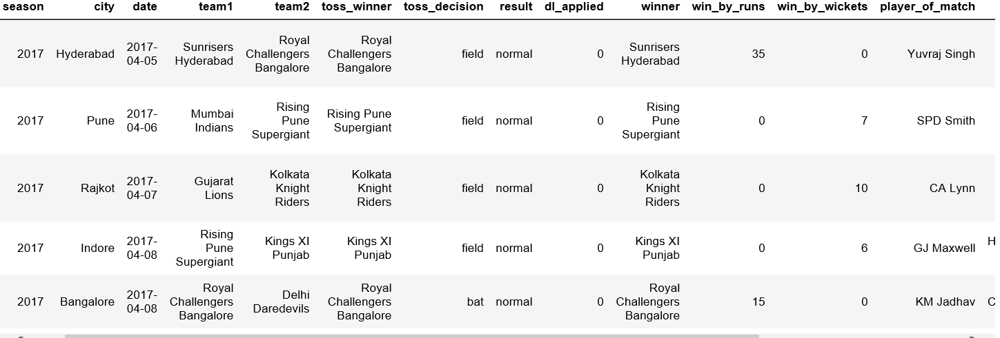 season city date team1 team2 toss_winner toss_decision result dl_applied winner win_by_runs win_by_wickets player_of_match
2017 Hyderabad 2017-04-05 Sunrisers Hyderabad Royal Challengers Bangalore Royal Challengers Bangalore field normal 0 Sunrisers Hyderabad 35 0 Yuvraj Singh
2017 Pune 2017-04-06 Mumbai Indians Rising Pune Supergiant Rising Pune Supergiant field normal 0 Rising Pune Supergiant 0 7 SPD Smith
2017 Rajkot 2017-04-07 Gujarat Lions Kolkata Knight Riders Kolkata Knight Riders field normal 0 Kolkata Knight Riders 0 10 CA Lynn
2017 Indore 2017-04-08 Rising Pune Supergiant Kings XI Punjab Kings XI Punjab field normal 0 Kings XI Punjab 0 6 GJ Maxwell H
2017 Bangalore 2017-04-08 Royal Challengers Bangalore Delhi Daredevils Royal Challengers Bangalore bat normal 0 Royal Challengers Bangalore 15 0 KM Jadhav C